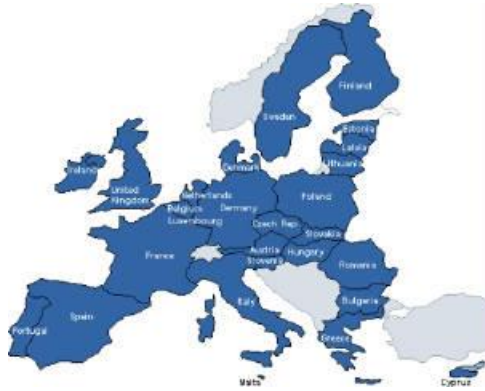 Finland
Sweden
Estonia
Latvia
Lithuania
Denmark
Ireland
United
Kingdom
Netherlands
Belgium
Luxembourg
Germany
Poland
Czech Rep
Slovakia
Austria
Slovenia
Hungary
France
Romania
Italy
Bulgaria
Spain
Portugal
Greece
Malta
Cyprus